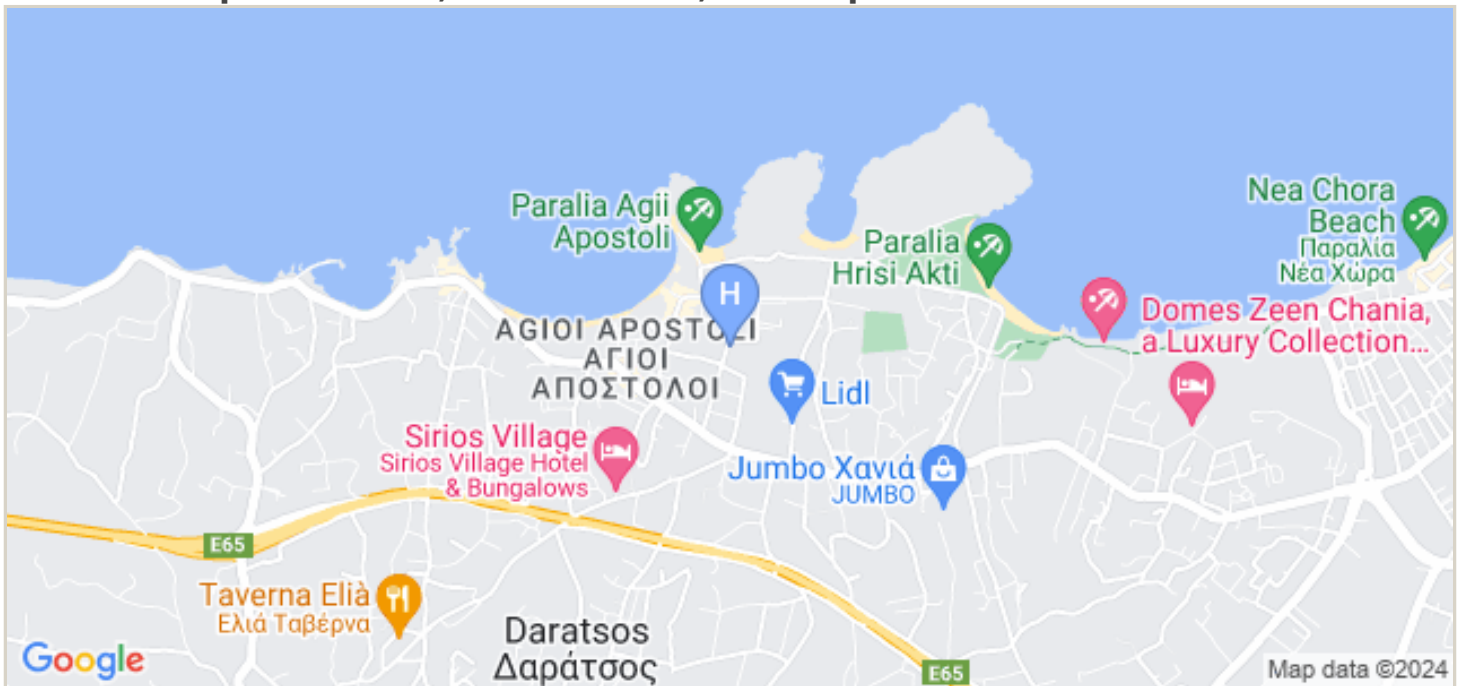 Paralia Agii
Apostoli
H
Paralia
Hrisi Akti
Nea Chora
Beach
Παραλία
Νέα Χώρα
Domes Zeen Chania,
a Luxury Collection...
AGIOI APOSTOLI
ΑΓΙΟΙ
ΑΠΟΣΤΟΛΟΙ
Lidl
Sirios Village
Sirios Village Hotel
& Bungalows
Jumbo Χανιά
JUMBO
E65
Taverna Elià
Ελιά Ταβέρνα
Daratsos
Δαράτσος
E65
Google
Map data ©2024